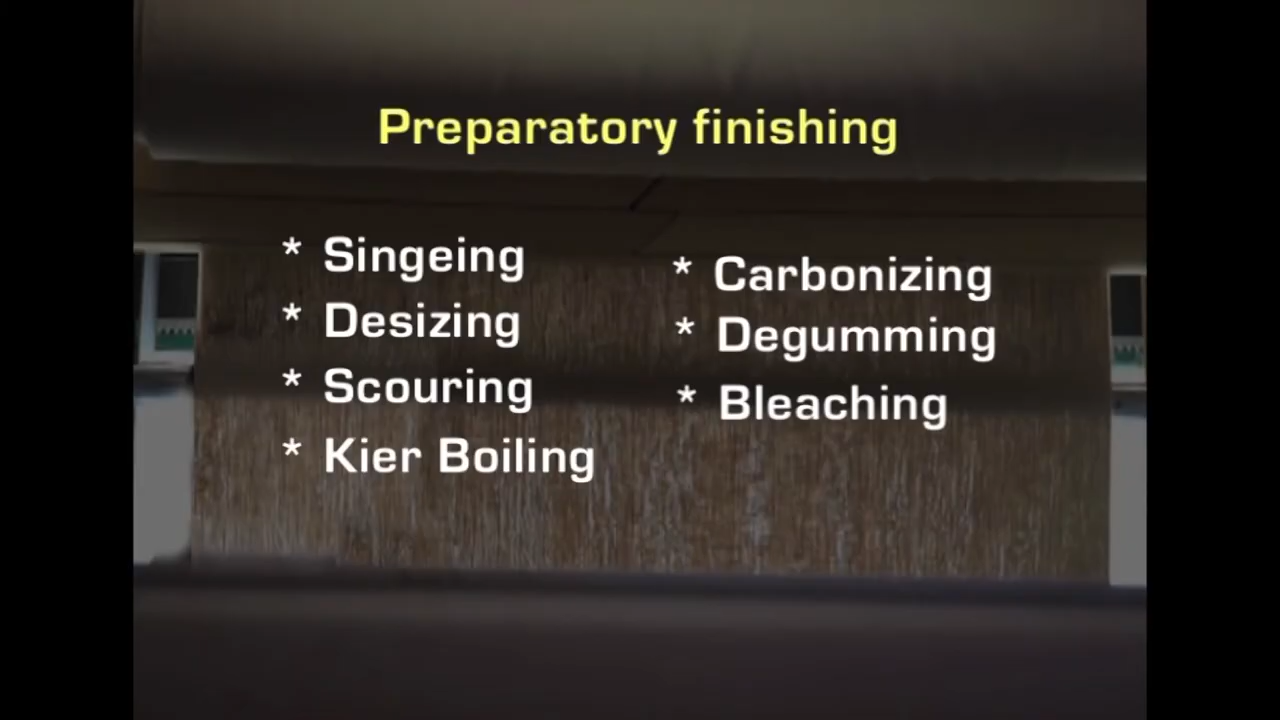 Preparatory finishing
* Singeing
* Desizing
* Scouring
* Kier Boiling
* Carbonizing
* Degumming
* Bleaching